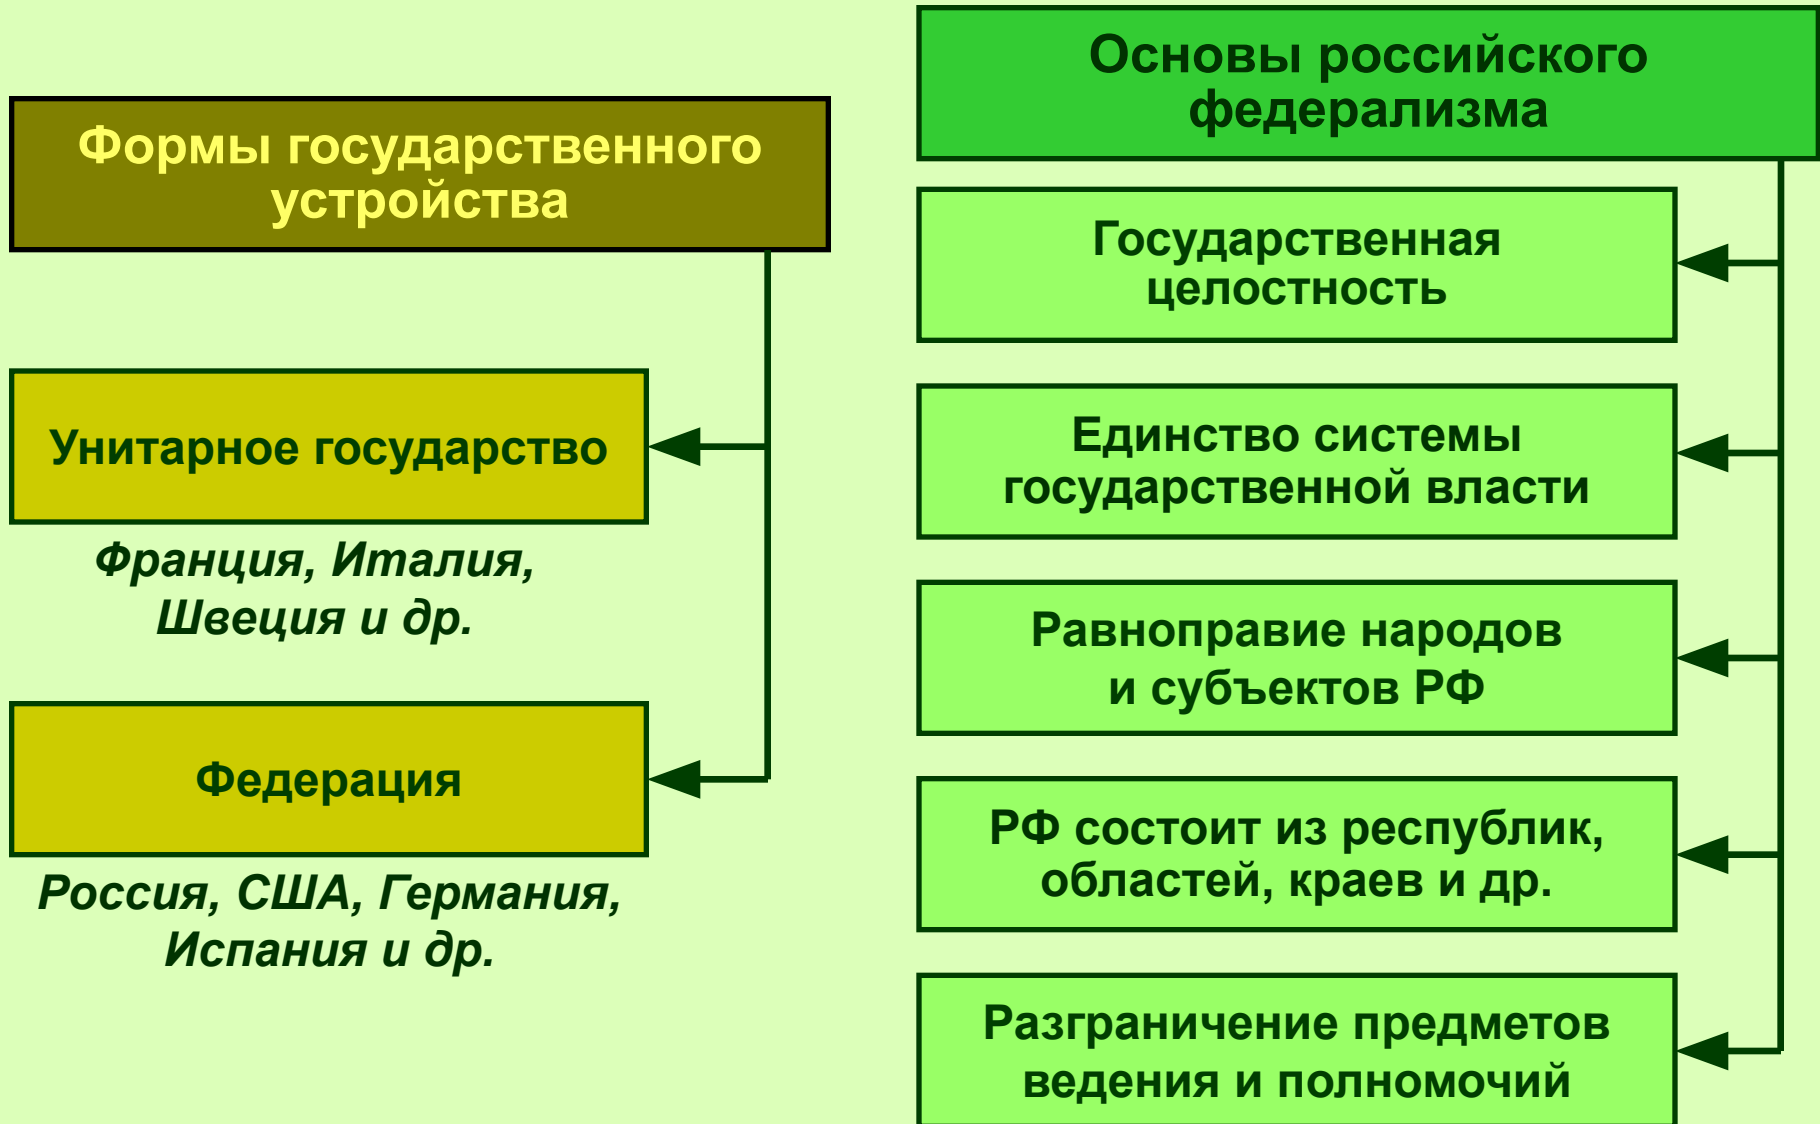 Формы государственного
устройства
Унитарное государство
Франция, Италия,
Швеция и др.
Федерация
Россия, США, Германия,
Испания и др.
Основы российского
федерализма
Государственная
целостность
Единство системы
государственной власти
Равноправие народов
и субъектов РФ
РФ состоит из республик,
областей, краев и др.
Разграничение предметов
ведения и полномочий